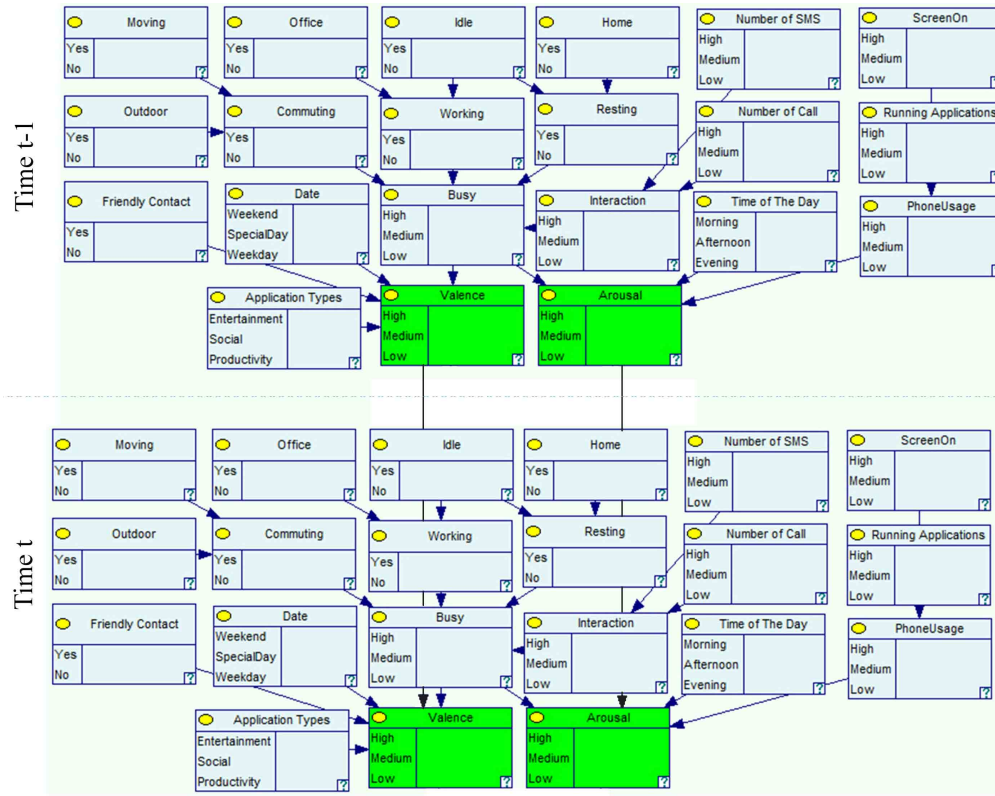 Time t-1
Moving
Yes
No
?
Office
Yes
No
?
Idle
Yes
No
?
Home
Yes
No
?
Number of SMS
High
Medium
Low
?
ScreenOn
High
Medium
Low
?
Outdoor
Yes
No
?
Commuting
Yes
No
?
Working
Yes
No
?
Resting
Yes
No
?
Number of Call
High
Medium
Low
?
Running Applications
High
Medium
Low
?
Friendly Contact
Yes
No
?
Date
Weekend
SpecialDay
Weekday
?
Busy
High
Medium
Low
?
Interaction
High
Medium
Low
?
Time of The Day
Morning
Afternoon
Evening
?
PhoneUsage
High
Medium
Low
?
Application Types
Entertainment
Social
Productivity
?
Valence
High
Medium
Low
?
Arousal
High
Medium
Low
?
Time t
Moving
Yes
No
?
Office
Yes
No
?
Idle
Yes
No
?
Home
Yes
No
?
Number of SMS
High
Medium
Low
?
ScreenOn
High
Medium
Low
?
Outdoor
Yes
No
?
Commuting
Yes
No
?
Working
Yes
No
?
Resting
Yes
No
?
Number of Call
High
Medium
Low
?
Running Applications
High
Medium
Low
?
Friendly Contact
Yes
No
?
Date
Weekend
SpecialDay
Weekday
?
Busy
High
Medium
Low
?
Interaction
High
Medium
Low
?
Time of The Day
Morning
Afternoon
Evening
?
PhoneUsage
High
Medium
Low
?
Application Types
Entertainment
Social
Productivity
?
Valence
High
Medium
Low
?
Arousal
High
Medium
Low
?